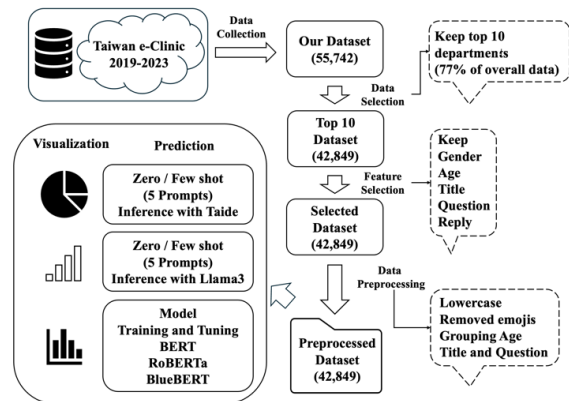 Taiwan e-Clinic
2019-2023
Data
Collection
Our Dataset
(55,742)
Keep top 10
departments
(77% of overall data)
Data
Selection
Top 10
Dataset
(42,849)
Feature
Selection
Keep
Gender
Age
Title
Question
Reply
Selected
Dataset
(42,849)
Data
Preprocessing
Lowercase
Removed emojis
Grouping Age
Title and Question
Preprocessed
Dataset
(42,849)
Visualization
Prediction
Zero / Few shot
(5 Prompts)
Inference with Taide
Zero / Few shot
(5 Prompts)
Inference with Llama3
Model
Training and Tuning
BERT
RoBERTa
BlueBERT